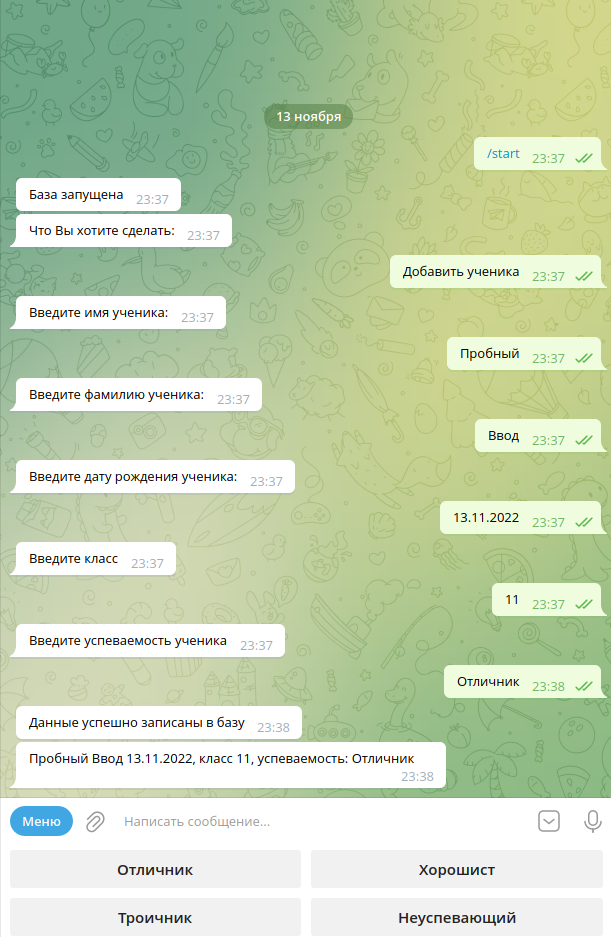 13 ноября
/start 23:37
База запущена 23:37
Что Вы хотите сделать: 23:37
Добавить ученика 23:37
Введите имя ученика: 23:37
Пробный 23:37
Введите фамилию ученика: 23:37
Ввод 23:37
Введите дату рождения ученика: 23:37
13.11.2022 23:37
Введите класс 23:37
11 23:37
Введите успеваемость ученика 23:37
Отличник 23:38
Данные успешно записаны в базу 23:38
Пробный Ввод 13.11.2022, класс 11, успеваемость: Отличник
23:38
Меню Написать сообщение...
Отличник Хорошист
Троичник Неуспевающий